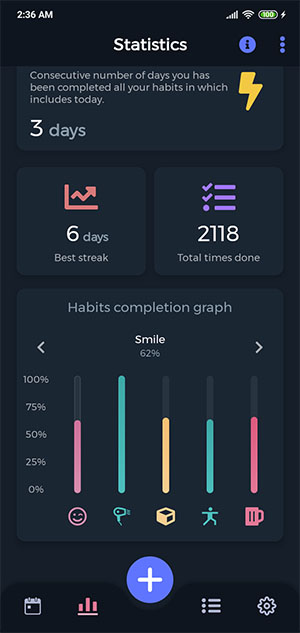 2:36 AM
100
Statistics
Consecutive number of days you has
been completed all your habits in which
includes today.
3 days
6 days
Best streak
2118
Total times done
Habits completion graph
Smile
62%
100%
75%
50%
25%
0%